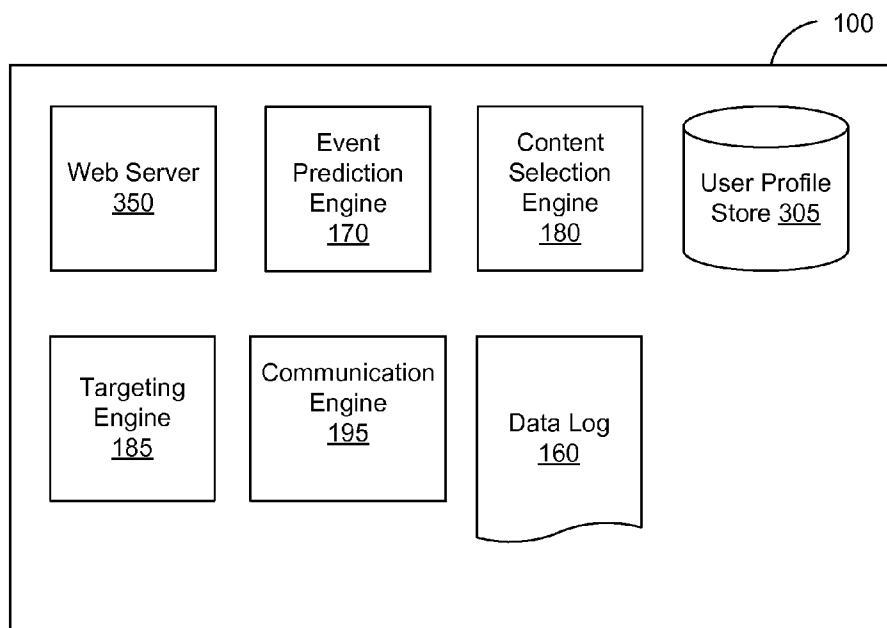 100
Web Server
350
Event
Prediction
Engine
170
Content
Selection
Engine
180
User Profile
Store 305
Targeting
Engine
185
Communication
Engine
195
Data Log
160